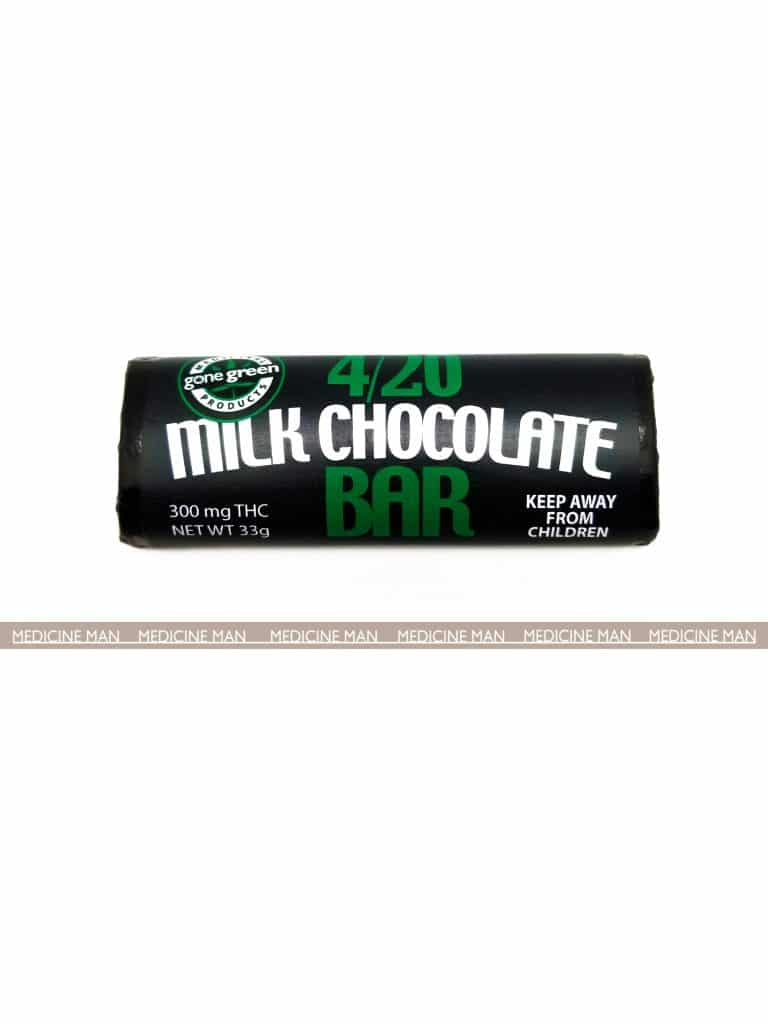 gone green
PRODUCTS
4/20
MILK CHOCOLATE
BAR
300 mg THC
NET WT 33g
KEEP AWAY
FROM
CHILDREN
MEDICINE MAN MEDICINE MAN MEDICINE MAN MEDICINE MAN MEDICINE MAN MEDICINE MAN